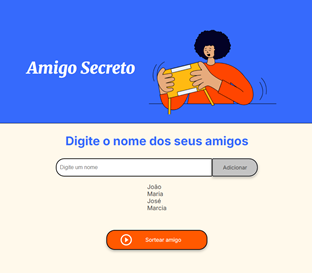 Amigo Secreto
Digite o nome dos seus amigos
Digite um nome
Adicionar
João
Maria
José
Marcia
Sortear amigo